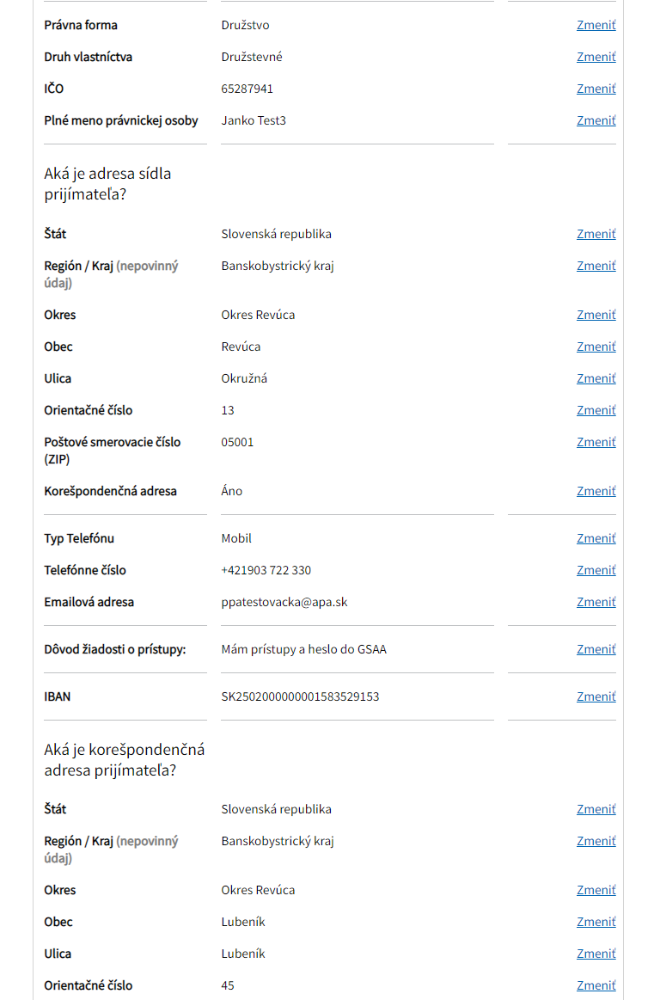 Právna forma Družstvo Zmeniť
Druh vlastníctva Družstevné Zmeniť
IČO 65287941 Zmeniť
Plné meno právnickej osoby Janko Test3 Zmeniť
Aká je adresa sídla
prijímateľa?
Štát Slovenská republika Zmeniť
Región / Kraj (nepovinný Banskobystrický kraj Zmeniť
údaj)
Okres Okres Revúca Zmeniť
Obec Revúca Zmeniť
Ulica Okružná Zmeniť
Orientačné číslo 13 Zmeniť
Poštové smerovacie číslo 05001 Zmeniť
(ZIP)
Korešpondenčná adresa Áno Zmeniť
Typ Telefónu Mobil Zmeniť
Telefónne číslo +421903 722 330 Zmeniť
Emailová adresa ppatestovacka@apa.sk Zmeniť
Dôvod žiadosti o prístupy: Mám prístupy a heslo do GSAA Zmeniť
IBAN SK2502000000001583529153 Zmeniť
Aká je korešpondenčná
adresa prijímateľa?
Štát Slovenská republika Zmeniť
Región / Kraj (nepovinný Banskobystrický kraj Zmeniť
údaj)
Okres Okres Revúca Zmeniť
Obec Lubeník Zmeniť
Ulica Lubeník Zmeniť
Orientačné číslo 45 Zmeniť